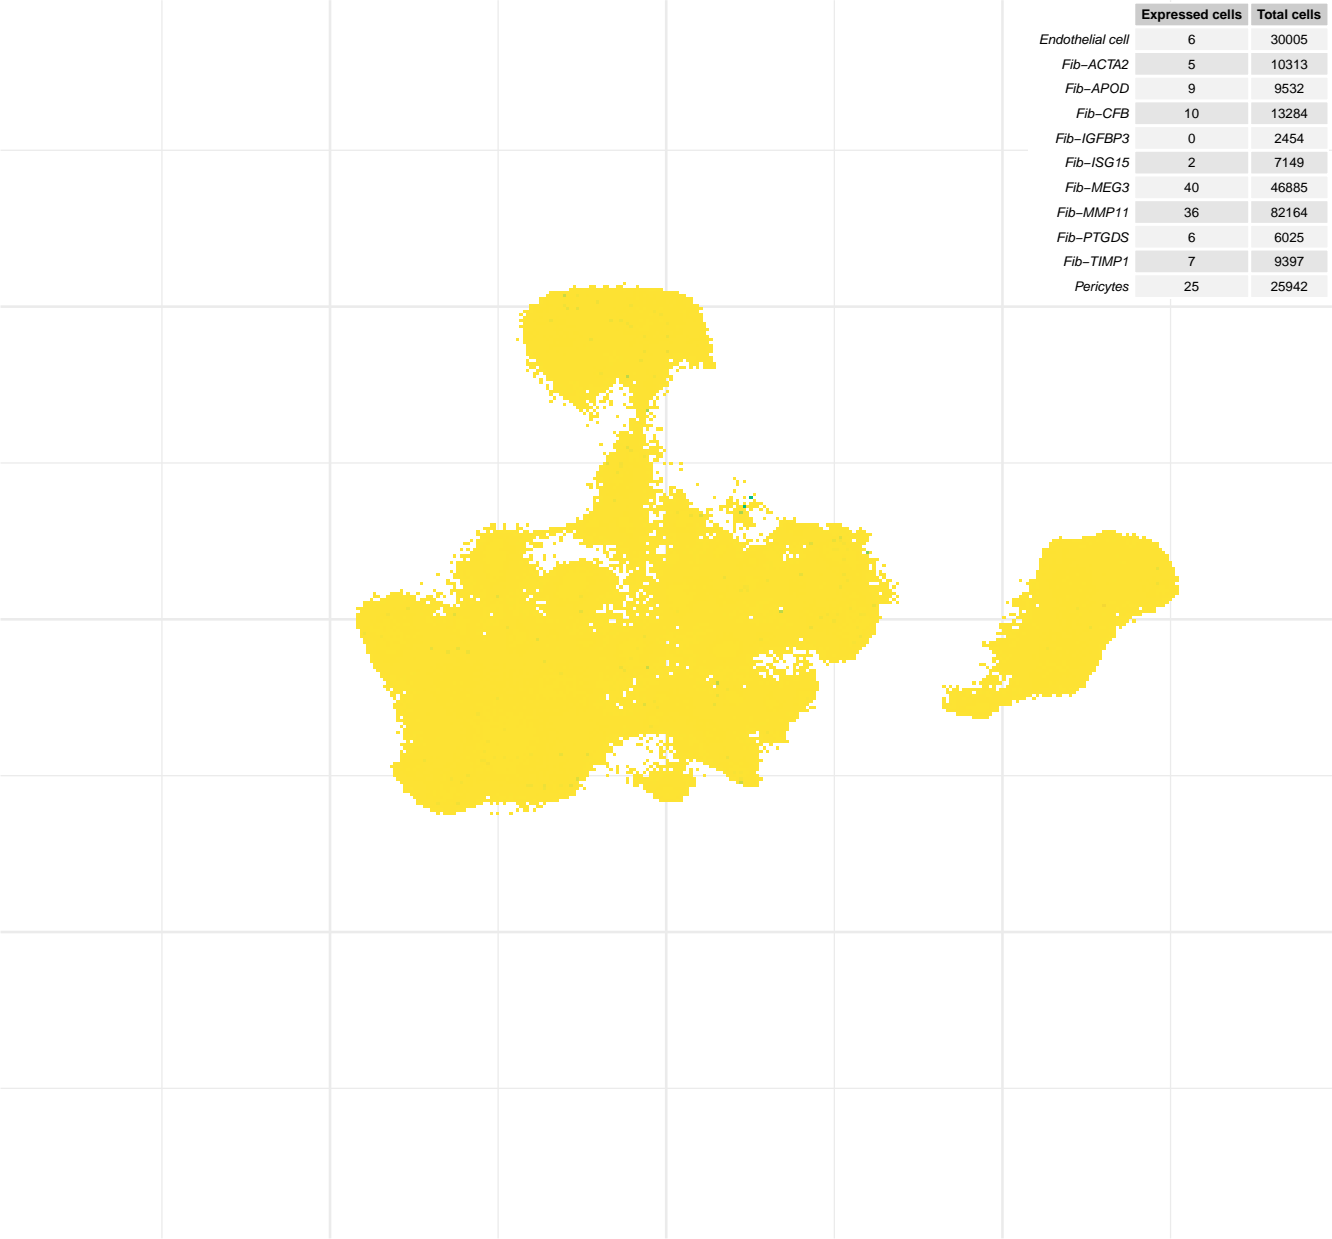 Expressed cells Total cells
Endothelial cell 6 30005
Fib−ACTA2 5 10313
Fib−APOD 9 9532
Fib−CFB 10 13284
Fib−IGFBP3 0 2454
Fib−ISG15 2 7149
Fib−MEG3 40 46885
Fib−MMP11 36 82164
Fib−PTGDS 6 6025
Fib−TIMP1 7 9397
Pericytes 25 25942